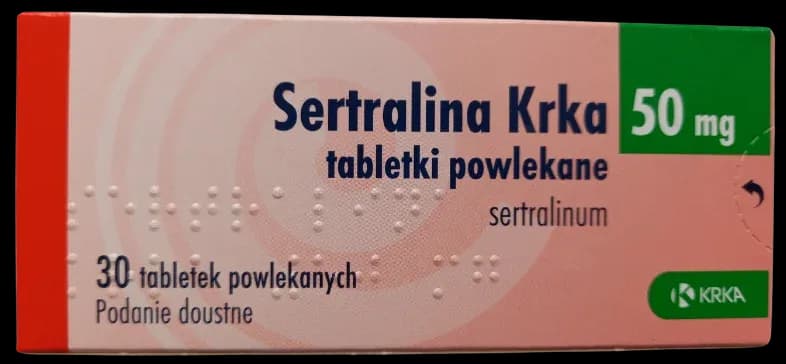 Sertralina Krka 50 mg
tabletki powlekane
sertralinum
30 tabletek powlekanych
Podanie doustne
KRKA